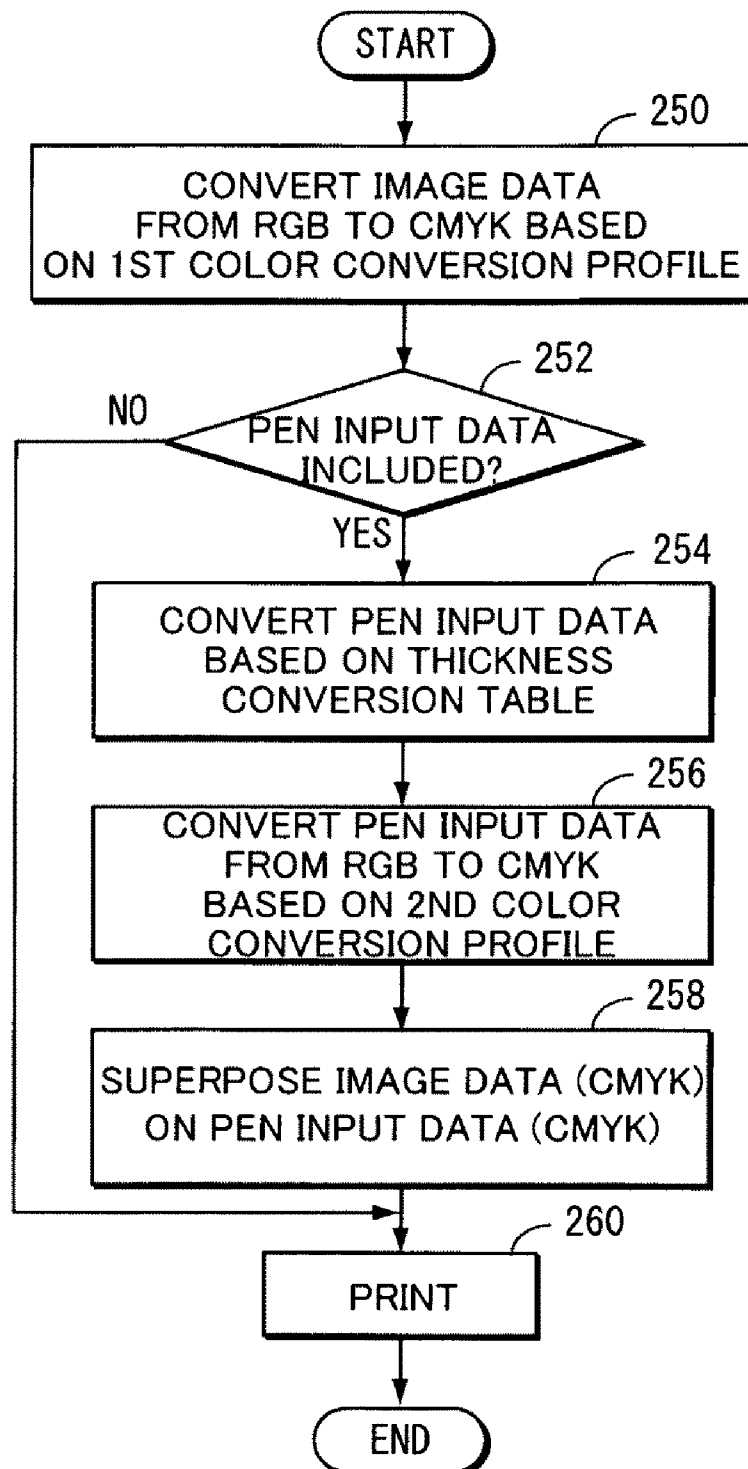 START
250
CONVERT IMAGE DATA
FROM RGB TO CMYK BASED
ON 1ST COLOR CONVERSION PROFILE
252
NO
PEN INPUT DATA
INCLUDED?
YES
254
CONVERT PEN INPUT DATA
BASED ON THICKNESS
CONVERSION TABLE
256
CONVERT PEN INPUT DATA
FROM RGB TO CMYK
BASED ON 2ND COLOR
CONVERSION PROFILE
258
SUPERPOSE IMAGE DATA (CMYK)
ON PEN INPUT DATA (CMYK)
260
PRINT
END